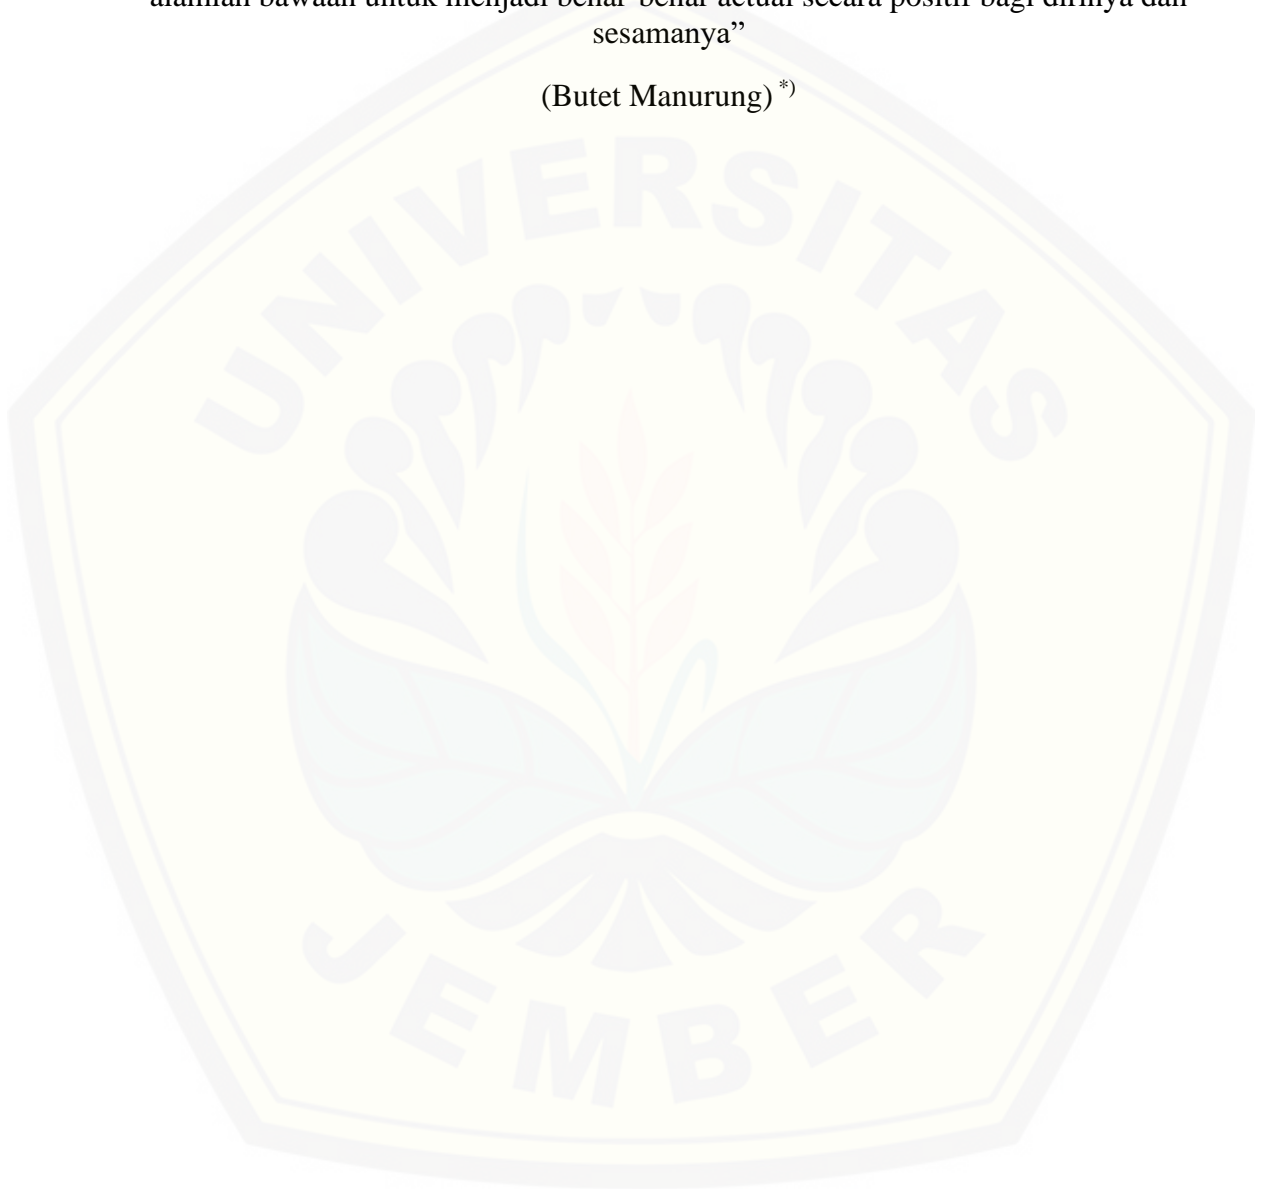 alamiah bawaan untuk menjadi benar-benar actual secara positif bagi dirinya dan
sesamanya”
(Butet Manurung) *)
UNIVERSITAS
JEMBER